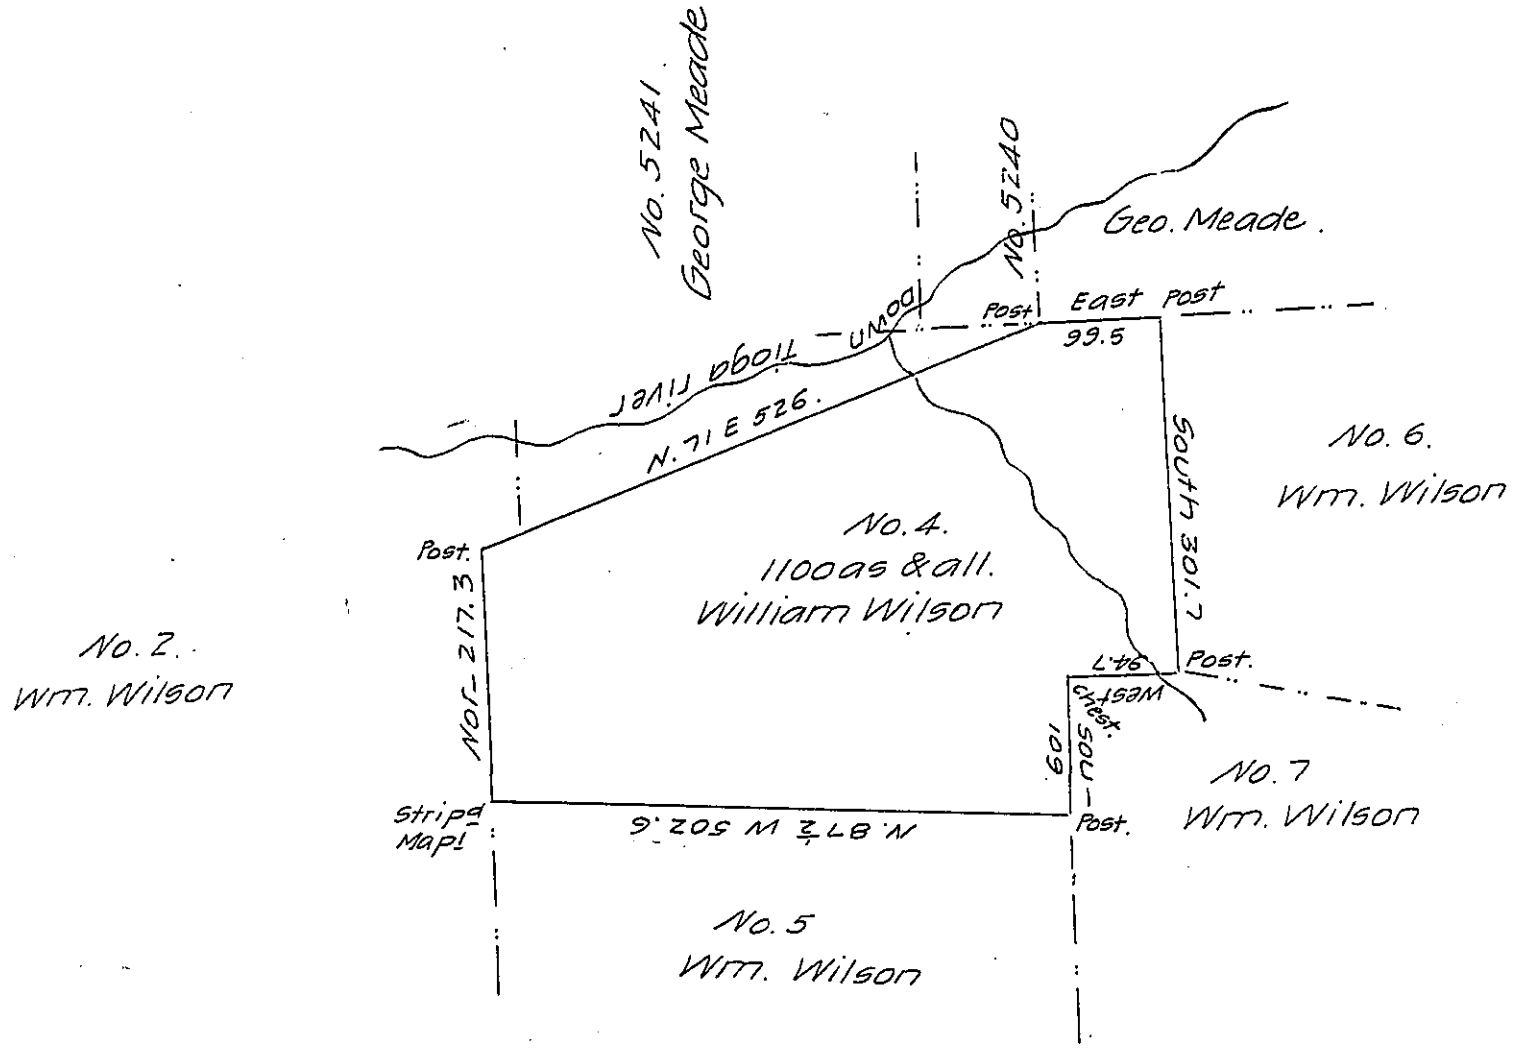 No. 5241.
George Meade
No. 5240
Geo. Meade.
Down
Tioga river
Post
East
Post
99.5
N. 71 E 526.
South 301.7
No. 6.
Wm. Wilson
Post.
No. 4.
1100as & all.
William Wilson
Nor— 217.3
No. 2.
Wm. Wilson
94.7
West
Post.
Chest.
109
Sou—
No. 7
Wm. Wilson
Stripd
Mapl
N. 87½ W 502.6
Post.
No. 5
Wm. Wilson